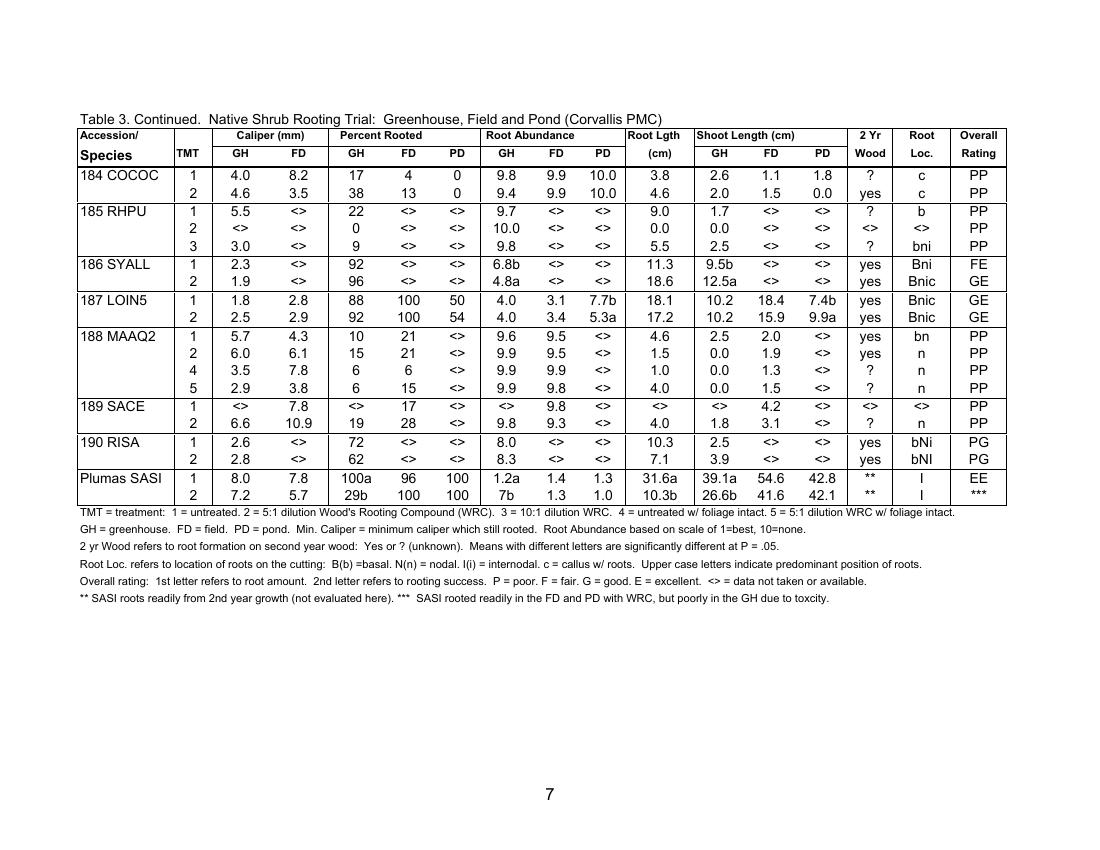 Table 3. Continued.  Native Shrub Rooting Trial:  Greenhouse, Field and Pond (Corvallis PMC)
Accession/ Caliper (mm) Percent Rooted Root Abundance Root Lgth Shoot Length (cm) 2 Yr Root Overall
Species TMT GH FD GH FD PD GH FD PD (cm) GH FD PD Wood Loc. Rating
184 COCOC 1 4.0 8.2 17 4 0 9.8 9.9 10.0 3.8 2.6 1.1 1.8 ? c PP
2 4.6 3.5 38 13 0 9.4 9.9 10.0 4.6 2.0 1.5 0.0 yes c PP
185 RHPU 1 5.5 <> 22 <> <> 9.7 <> <> 9.0 1.7 <> <> ? b PP
2 <> <> 0 <> <> 10.0 <> <> 0.0 0.0 <> <> <> <> PP
3 3.0 <> 9 <> <> 9.8 <> <> 5.5 2.5 <> <> ? bni PP
186 SYALL 1 2.3 <> 92 <> <> 6.8b <> <> 11.3 9.5b <> <> yes Bni FE
2 1.9 <> 96 <> <> 4.8a <> <> 18.6 12.5a <> <> yes Bnic GE
187 LOIN5 1 1.8 2.8 88 100 50 4.0 3.1 7.7b 18.1 10.2 18.4 7.4b yes Bnic GE
2 2.5 2.9 92 100 54 4.0 3.4 5.3a 17.2 10.2 15.9 9.9a yes Bnic GE
188 MAAQ2 1 5.7 4.3 10 21 <> 9.6 9.5 <> 4.6 2.5 2.0 <> yes bn PP
2 6.0 6.1 15 21 <> 9.9 9.5 <> 1.5 0.0 1.9 <> yes n PP
4 3.5 7.8 6 6 <> 9.9 9.9 <> 1.0 0.0 1.3 <> ? n PP
5 2.9 3.8 6 15 <> 9.9 9.8 <> 4.0 0.0 1.5 <> ? n PP
189 SACE 1 <> 7.8 <> 17 <> <> 9.8 <> <> <> 4.2 <> <> <> PP
2 6.6 10.9 19 28 <> 9.8 9.3 <> 4.0 1.8 3.1 <> ? n PP
190 RISA 1 2.6 <> 72 <> <> 8.0 <> <> 10.3 2.5 <> <> yes bNi PG
2 2.8 <> 62 <> <> 8.3 <> <> 7.1 3.9 <> <> yes bNI PG
Plumas SASI 1 8.0 7.8 100a 96 100 1.2a 1.4 1.3 31.6a 39.1a 54.6 42.8 ** I EE
2 7.2 5.7 29b 100 100 7b 1.3 1.0 10.3b 26.6b 41.6 42.1 ** I ***
TMT = treatment:  1 = untreated. 2 = 5:1 dilution Wood's Rooting Compound (WRC).  3 = 10:1 dilution WRC.  4 = untreated w/ foliage intact. 5 = 5:1 dilution WRC w/ foliage intact.
GH = greenhouse.  FD = field.  PD = pond.  Min. Caliper = minimum caliper which still rooted.  Root Abundance based on scale of 1=best, 10=none.
2 yr Wood refers to root formation on second year wood:  Yes or ? (unknown).  Means with different letters are significantly different at P = .05.
Root Loc. refers to location of roots on the cutting:  B(b) =basal.  N(n) = nodal. I(i) = internodal. c = callus w/ roots.  Upper case letters indicate predominant position of roots.
Overall rating:  1st letter refers to root amount.  2nd letter refers to rooting success.  P = poor. F = fair. G = good. E = excellent.  <> = data not taken or available.
** SASI roots readily from 2nd year growth (not evaluated here). ***  SASI rooted readily in the FD and PD with WRC, but poorly in the GH due to toxcity.
7